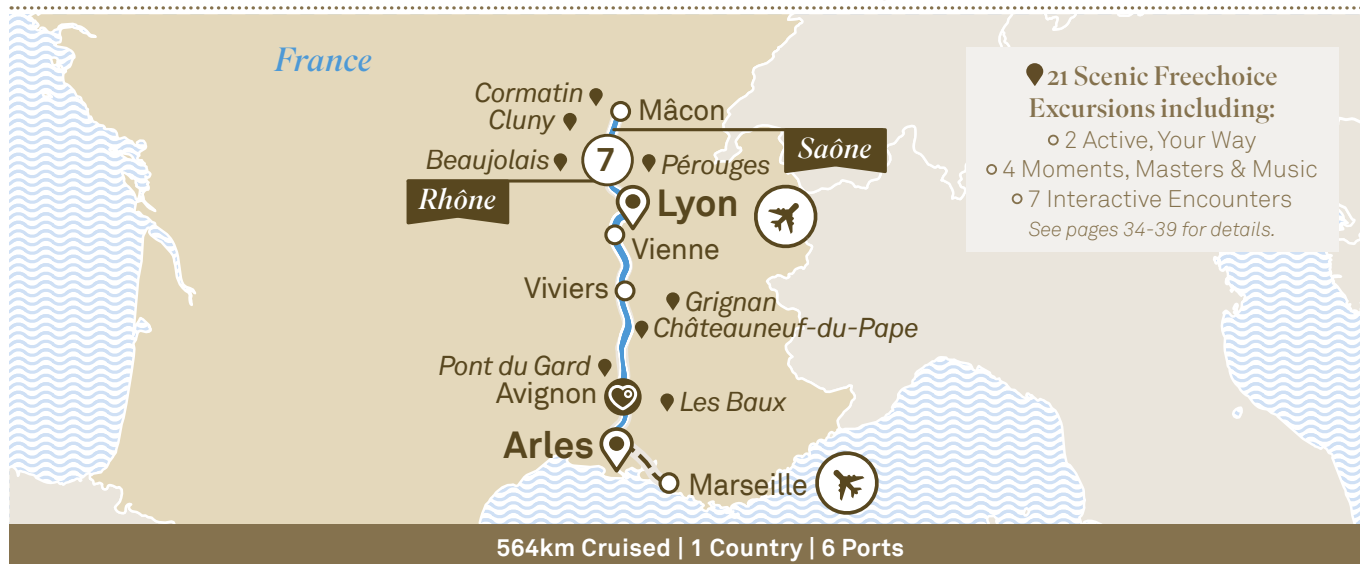 France
Cormatin
Mâcon
Cluny
Saône
Beaujolais
7
Pérouges
Rhône
Lyon
Vienne
Viviers
Grignan
Châteauneuf-du-Pape
Pont du Gard
Avignon
Les Baux
Arles
Marseille
21 Scenic Freechoice
Excursions including:
2 Active, Your Way
4 Moments, Masters & Music
7 Interactive Encounters
See pages 34-39 for details.
564km Cruised | 1 Country | 6 Ports